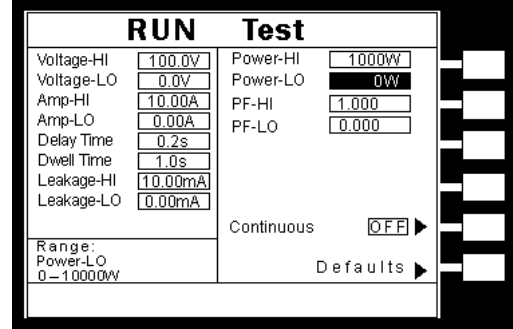 RUN Test
Voltage-HI 100.0V
Voltage-LO 0.0V
Amp-HI 10.00A
Amp-LO 0.00A
Delay Time 0.2s
Dwell Time 1.0s
Leakage-HI 10.00mA
Leakage-LO 0.00mA
Power-HI 1000W
Power-LO 0W
PF-HI 1.000
PF-LO 0.000
Continuous OFF
Defaults
Range:
Power-LO
0–10000W